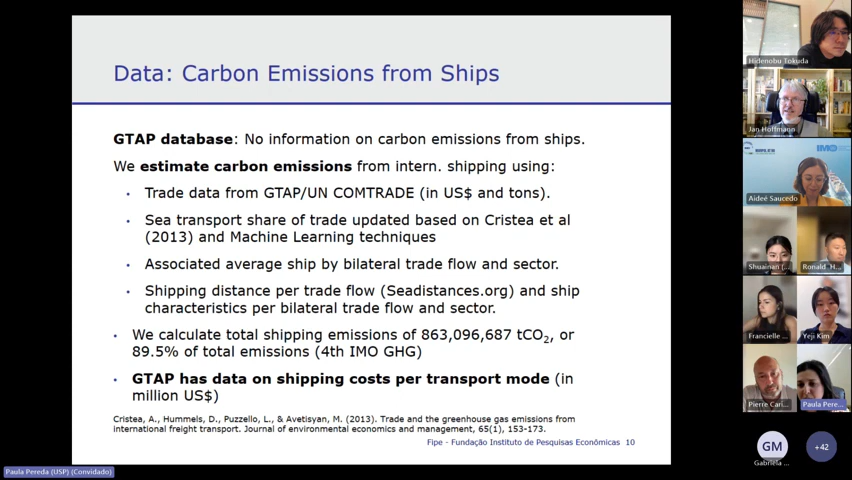 Data: Carbon Emissions from Ships
GTAP database: No information on carbon emissions from ships.
We estimate carbon emissions from intern. shipping using:
• Trade data from GTAP/UN COMTRADE (in US$ and tons).
• Sea transport share of trade updated based on Cristea et al
(2013) and Machine Learning techniques
• Associated average ship by bilateral trade flow and sector.
• Shipping distance per trade flow (Seadistances.org) and ship
characteristics per bilateral trade flow and sector.
• We calculate total shipping emissions of 863,096,687 tCO₂, or
89.5% of total emissions (4th IMO GHG)
• GTAP has data on shipping costs per transport mode (in
million US$)
Cristea, A., Hummels, D., Puzzello, L., & Avetisyan, M. (2013). Trade and the greenhouse gas emissions from
international freight transport. Journal of environmental economics and management, 65(1), 153-173.
Fipe - Fundação Instituto de Pesquisas Econômicas 10
Paula Pereda (USP) (Convidado)
Hidenobu Tokuda
Jan Hoffmann
IMO
Aideé Saucedo
Shuainan (...
Ronald_H...
Francielle ...
Yeji Kim
Pierre Cari...
Paula Pere...
GM
+42
Gabriela ...